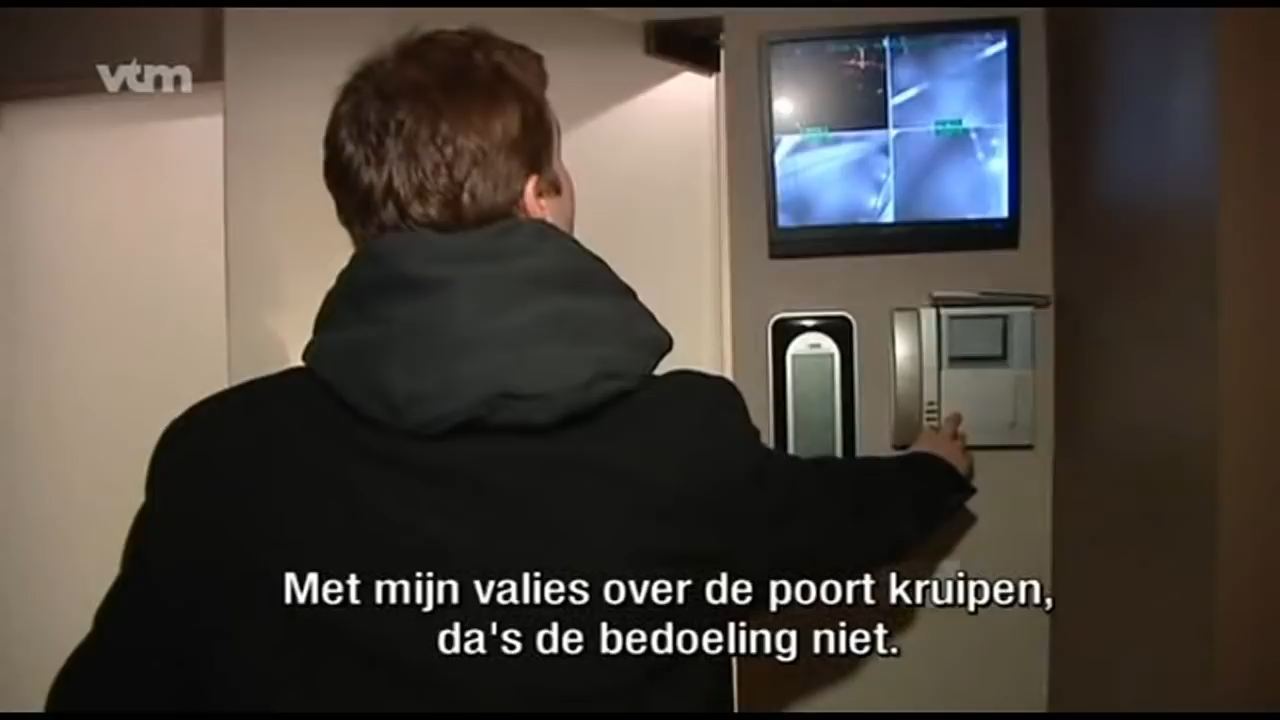 vtm
Met mijn valies over de poort kruipen,
da's de bedoeling niet.